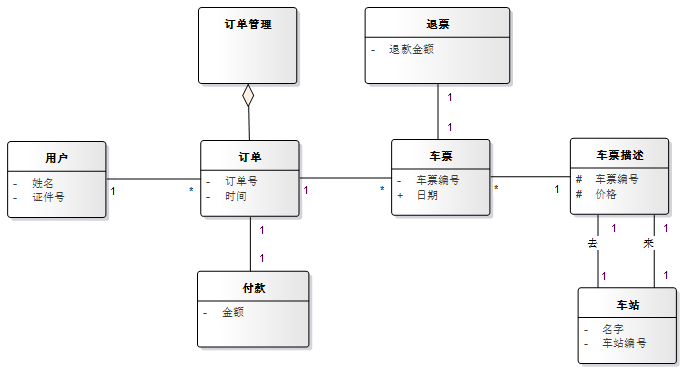 订单管理
退票
- 退款金额
1
1
用户
- 姓名
- 证件号
1
*
订单
- 订单号
- 时间
1
*
车票
- 车票编号
+ 日期
*
1
车票描述
# 车票编号
# 价格
1
1
去
来
1
1
1
1
付款
- 金额
车站
- 名字
- 车站编号